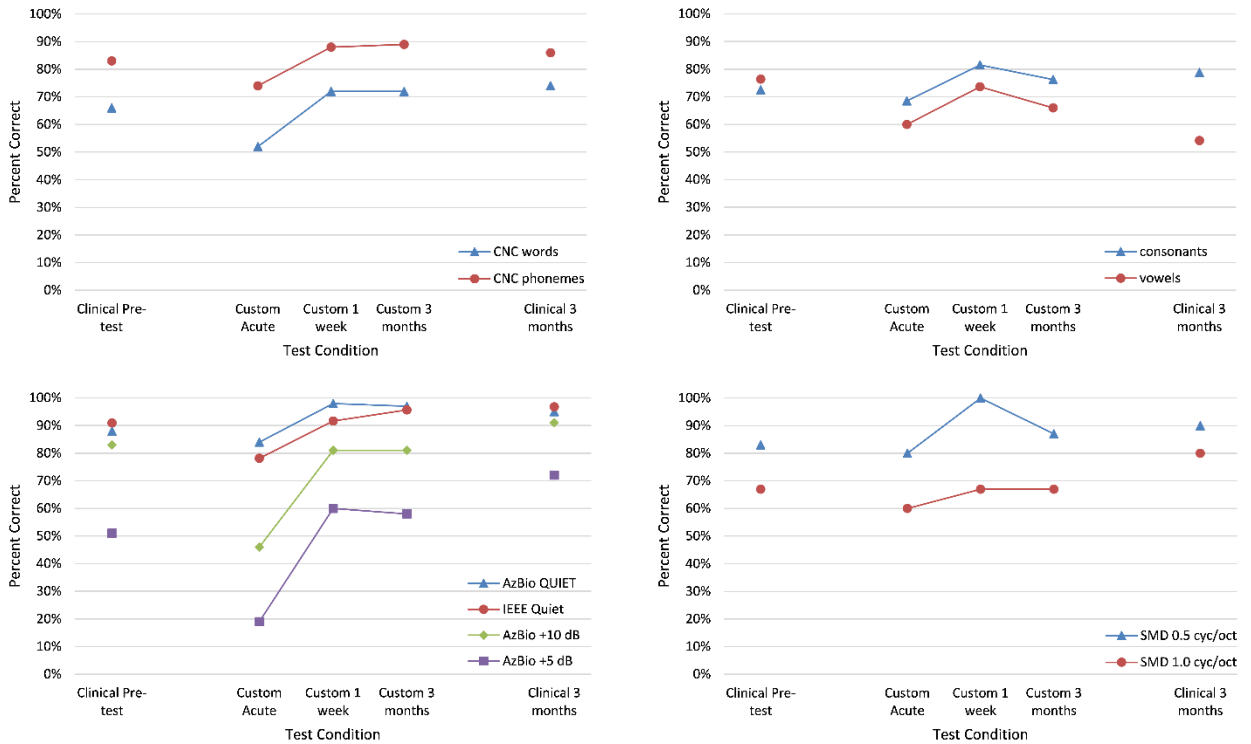 100%
90%
80%
70%
60%
50%
40%
30%
20%
10%
0%
Percent Correct
CNC words
CNC phonemes
Clinical Pre-
test
Custom
Acute
Custom 1
week
Custom 3
months
Clinical 3
months
Test Condition
100%
90%
80%
70%
60%
50%
40%
30%
20%
10%
0%
Percent Correct
consonants
vowels
Clinical Pre-
test
Custom
Acute
Custom 1
week
Custom 3
months
Clinical 3
months
Test Condition
100%
90%
80%
70%
60%
50%
40%
30%
20%
10%
0%
Percent Correct
AzBio QUIET
IEEE Quiet
AzBio +10 dB
AzBio +5 dB
Clinical Pre-
test
Custom
Acute
Custom 1
week
Custom 3
months
Clinical 3
months
Test Condition
100%
90%
80%
70%
60%
50%
40%
30%
20%
10%
0%
Percent Correct
SMD 0.5 cyc/oct
SMD 1.0 cyc/oct
Clinical Pre-
test
Custom
Acute
Custom 1
week
Custom 3
months
Clinical 3
months
Test Condition